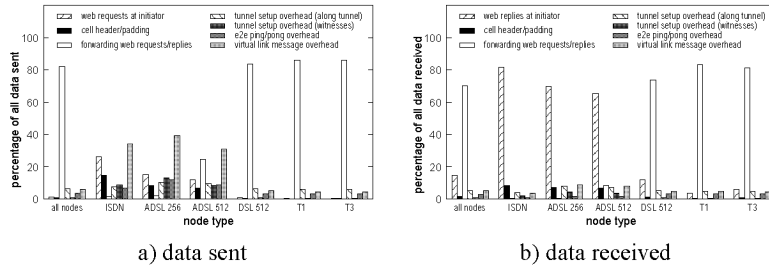 web requests at initiator
cell header/padding
forwarding web requests/replies
tunnel setup overhead (along tunnel)
tunnel setup overhead (witnesses)
e2e ping/pong overhead
virtual link message overhead
percentage of all data sent
100
80
60
40
20
0
all nodes ISDN ADSL 256 ADSL 512 DSL 512 T1 T3
node type
a) data sent
web replies at initiator
cell header/padding
forwarding web requests/replies
tunnel setup overhead (along tunnel)
tunnel setup overhead (witnesses)
e2e ping/pong overhead
virtual link message overhead
percentage of all data received
100
80
60
40
20
0
all nodes ISDN ADSL 256 ADSL 512 DSL 512 T1 T3
node type
b) data received